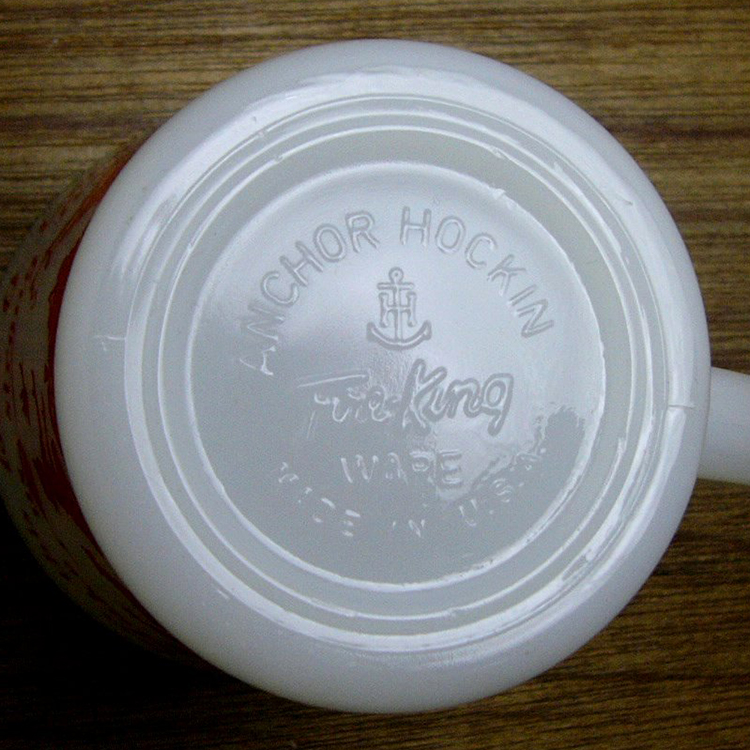 ANCHOR HOCKIN
H
Fire-King
WARE
MADE IN U.S.A.